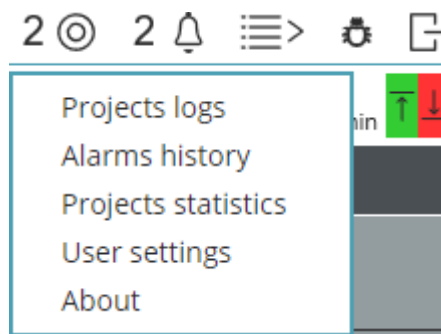 2 2
Projects logs
Alarms history
Projects statistics
User settings
About